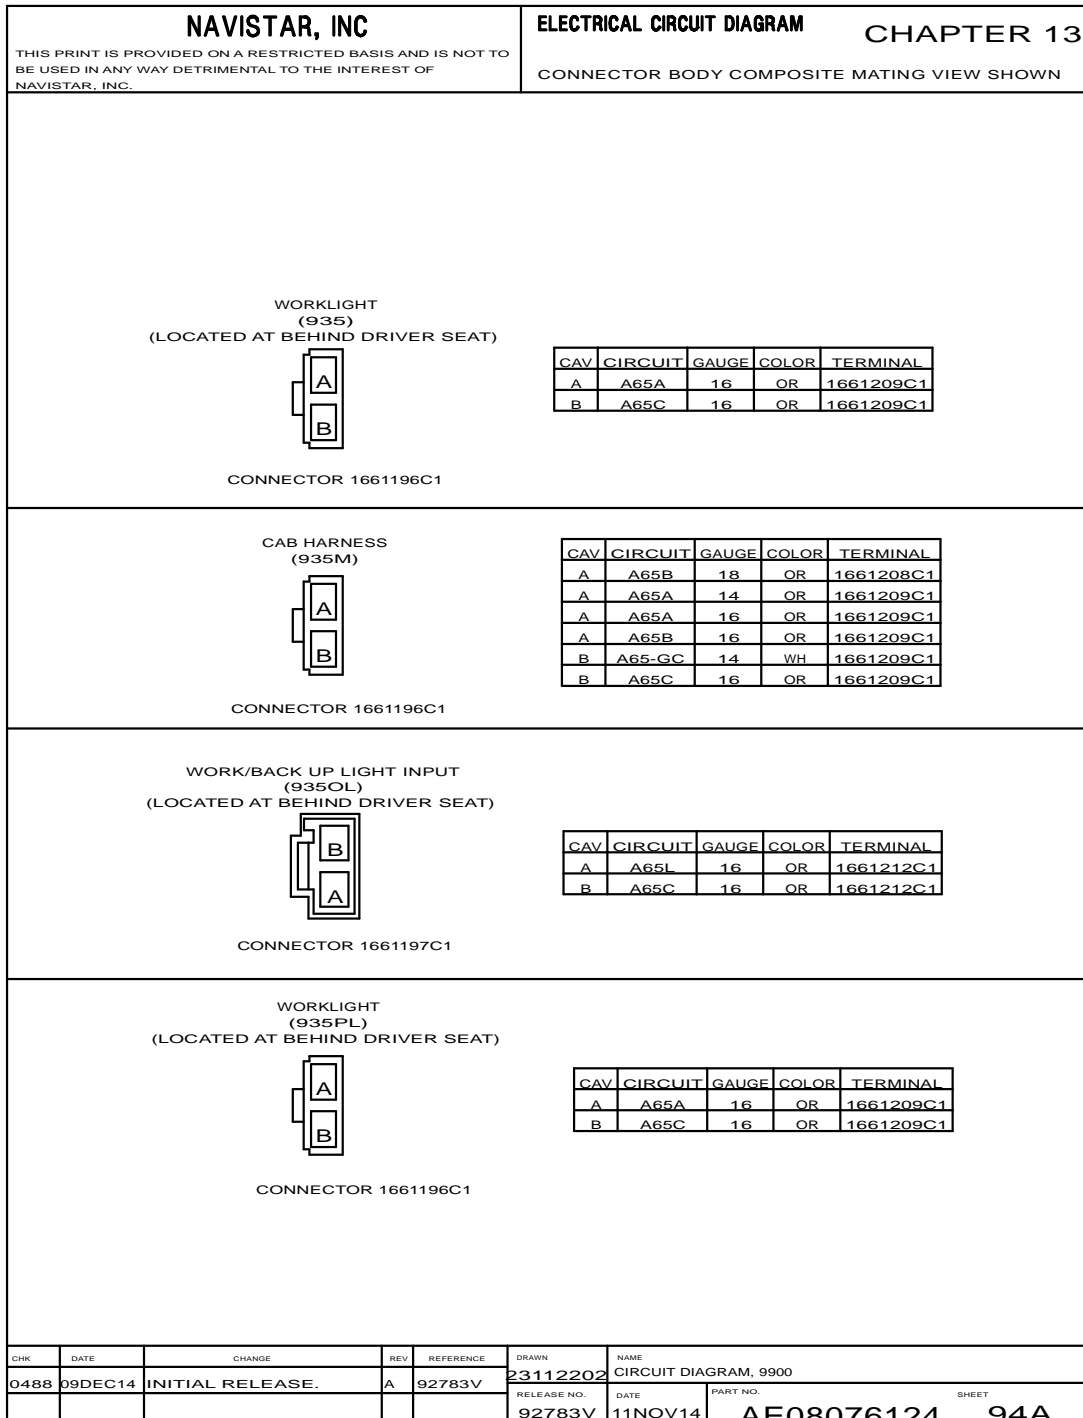 NAVISTAR, INC
THIS PRINT IS PROVIDED ON A RESTRICTED BASIS AND IS NOT TO
BE USED IN ANY WAY DETRIMENTAL TO THE INTEREST OF
NAVISTAR, INC.
ELECTRICAL CIRCUIT DIAGRAM
CHAPTER 13
CONNECTOR BODY COMPOSITE MATING VIEW SHOWN
WORKLIGHT
(935)
(LOCATED AT BEHIND DRIVER SEAT)
A
B
CONNECTOR 1661196C1
CAV CIRCUIT GAUGE COLOR TERMINAL
A A65A 16 OR 1661209C1
B A65C 16 OR 1661209C1
CAB HARNESS
(935M)
A
B
CONNECTOR 1661196C1
CAV CIRCUIT GAUGE COLOR TERMINAL
A A65B 18 OR 1661208C1
A A65A 14 OR 1661209C1
A A65A 16 OR 1661209C1
A A65B 16 OR 1661209C1
B A65-GC 14 WH 1661209C1
B A65C 16 OR 1661209C1
WORK/BACK UP LIGHT INPUT
(935OL)
(LOCATED AT BEHIND DRIVER SEAT)
B
A
CONNECTOR 1661197C1
CAV CIRCUIT GAUGE COLOR TERMINAL
A A65L 16 OR 1661212C1
B A65C 16 OR 1661212C1
WORKLIGHT
(935PL)
(LOCATED AT BEHIND DRIVER SEAT)
A
B
CONNECTOR 1661196C1
CAV CIRCUIT GAUGE COLOR TERMINAL
A A65A 16 OR 1661209C1
B A65C 16 OR 1661209C1
CHK DATE CHANGE REV REFERENCE
0488 09DEC14 INITIAL RELEASE. A 92783V
DRAWN
23112202
NAME
CIRCUIT DIAGRAM, 9900
RELEASE NO.
92783V
DATE
11NOV14
PART NO.
AF08076124
SHEET
94A